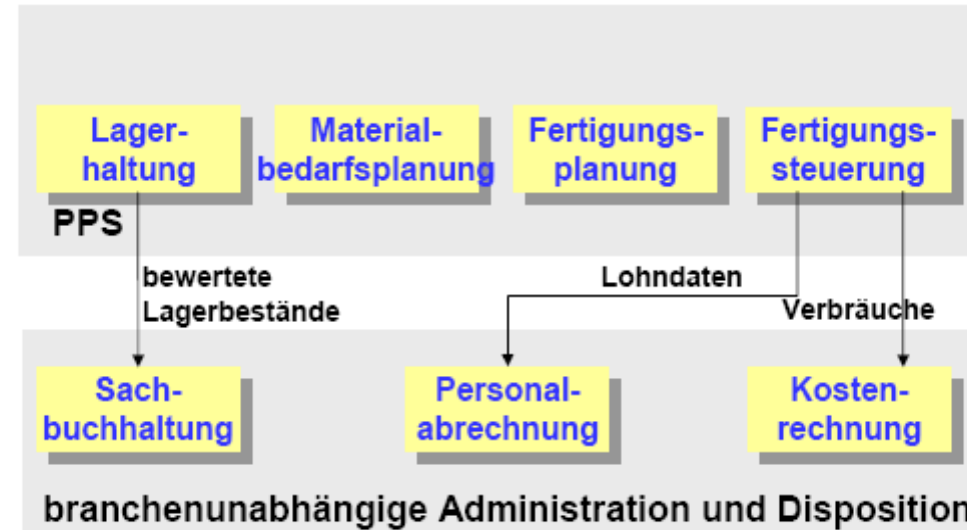 Lager-
haltung
Material-
bedarfsplanung
Fertigungs-
planung
Fertigungs-
steuerung
PPS
bewertete
Lagerbestände
Lohndaten
Verbräuche
Sach-
buchhaltung
Personal-
abrechnung
Kosten-
rechnung
branchenunabhängige Administration und Disposition